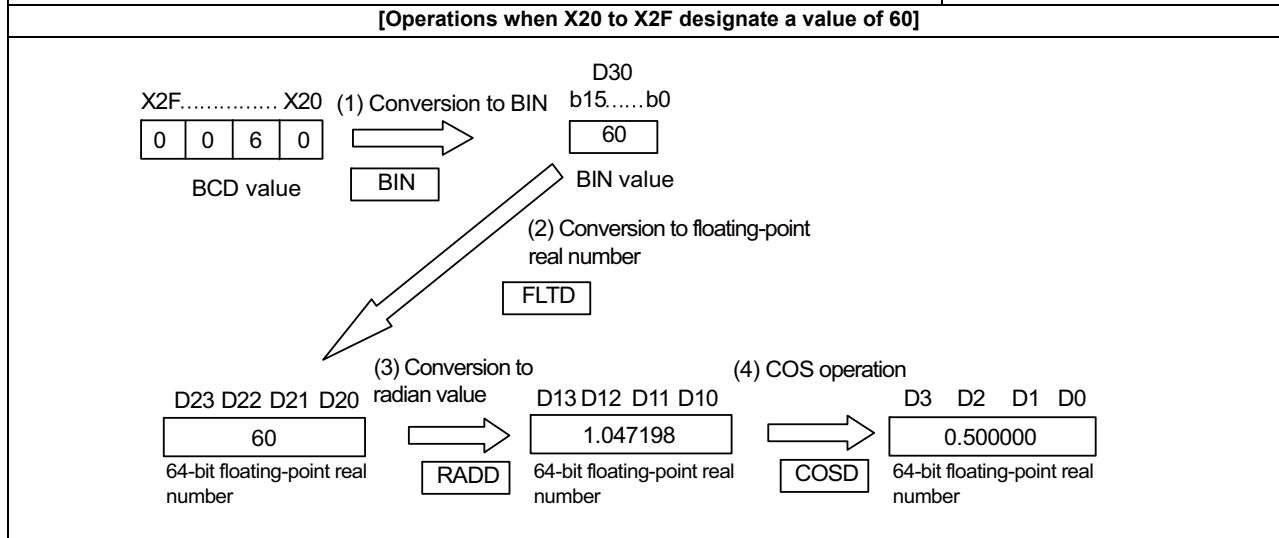 [Operations when X20 to X2F designate a value of 60]
D30
X2F............... X20 (1) Conversion to BIN b15......b0
0 0 6 0 60
BCD value BIN BIN value
(2) Conversion to floating-point
real number
FLTD
(3) Conversion to
radian value
(4) COS operation
D23 D22 D21 D20 D13 D12 D11 D10 D3 D2 D1 D0
60 1.047198 0.500000
64-bit floating-point real
number
RADD
64-bit floating-point real
number
COSD
64-bit floating-point real
number